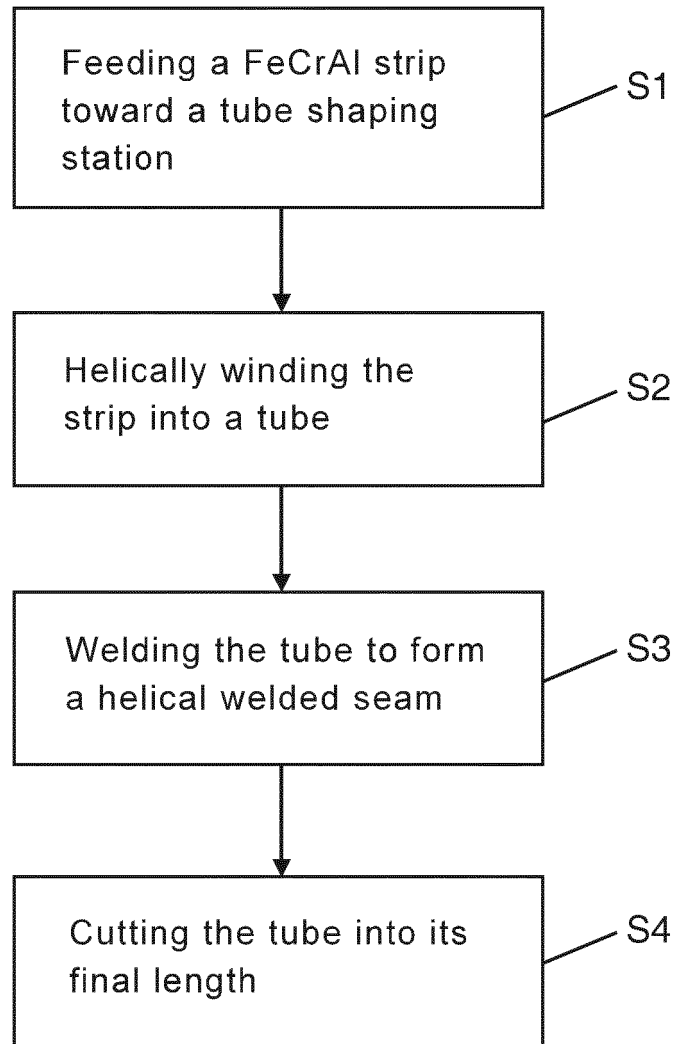 Feeding a FeCrAl strip
toward a tube shaping
station
S1
Helically winding the
strip into a tube
S2
Welding the tube to form
a helical welded seam
S3
Cutting the tube into its
final length
S4